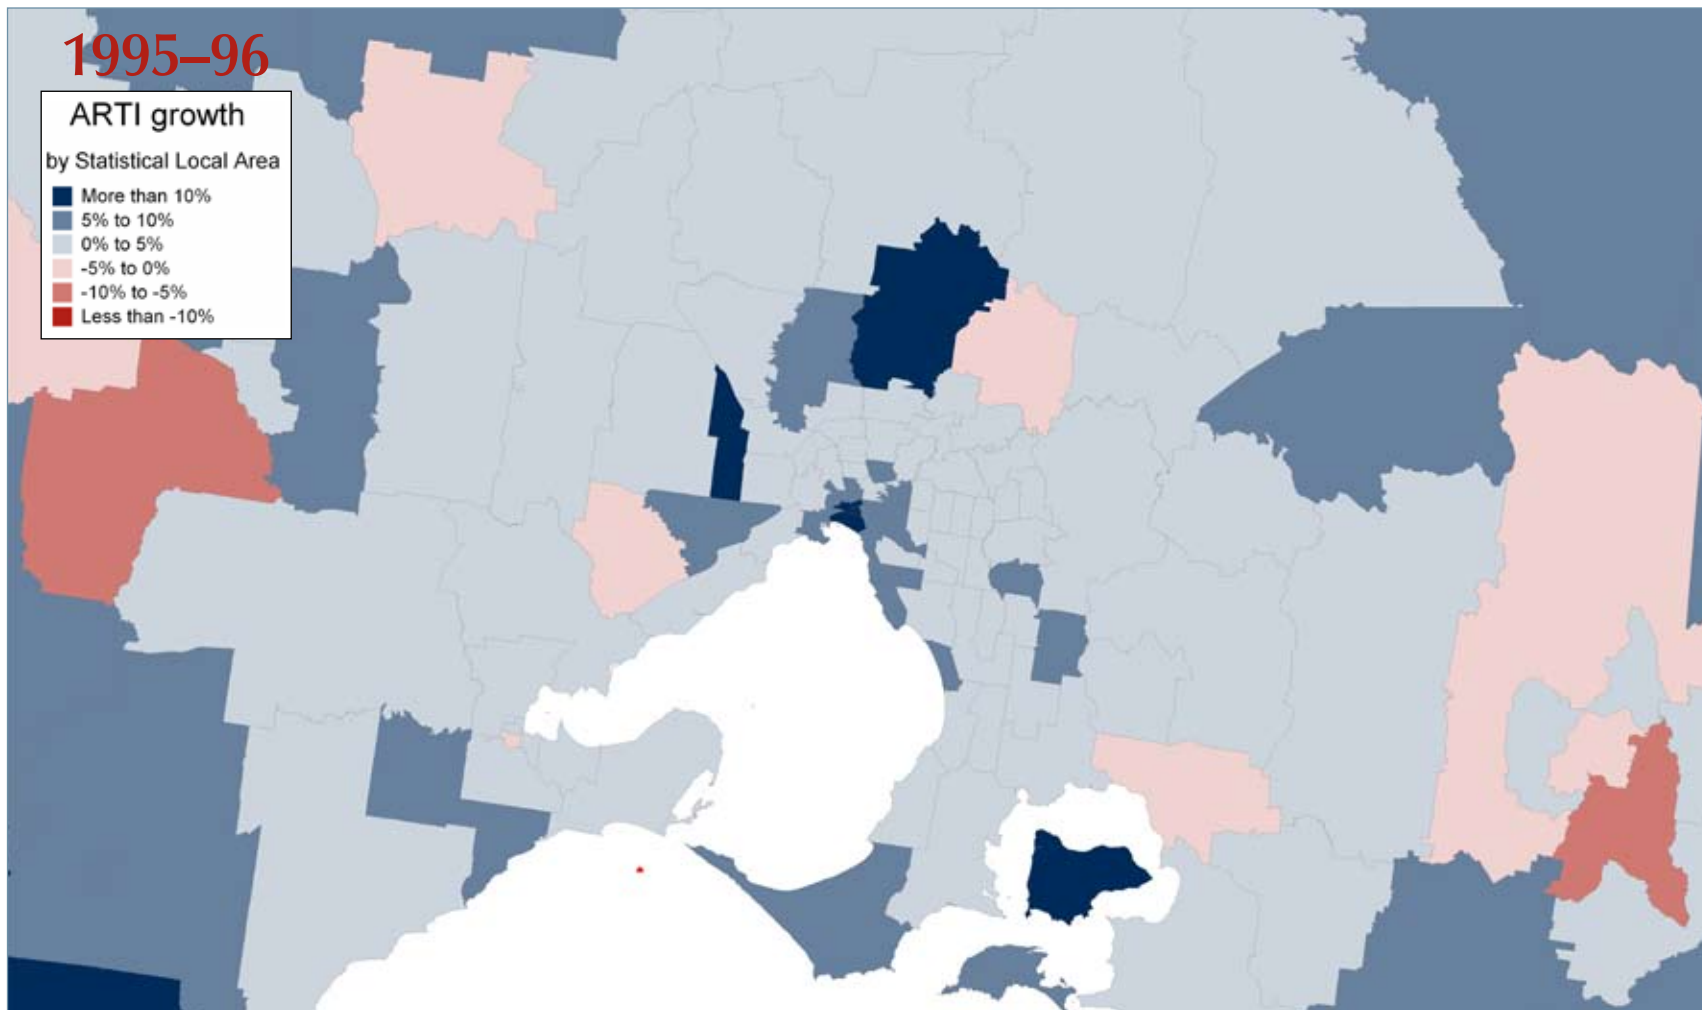 1995–96
ARTI growth
by Statistical Local Area
More than 10%
5% to 10%
0% to 5%
-5% to 0%
-10% to -5%
Less than -10%